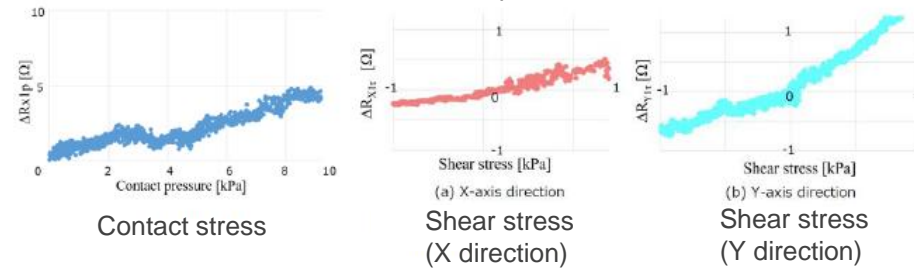 10
ΔRx1p [Ω]
5
0
2
4
6
8
10
Contact pressure [kPa]
Contact stress
1
ΔR_X1τ [Ω]
-1
0
1
-1
Shear stress [kPa]
(a) X-axis direction
Shear stress
(X direction)
1
ΔR_Y1τ [Ω]
-1
0
-1
Shear stress [kPa]
(b) Y-axis direction
Shear stress
(Y direction)